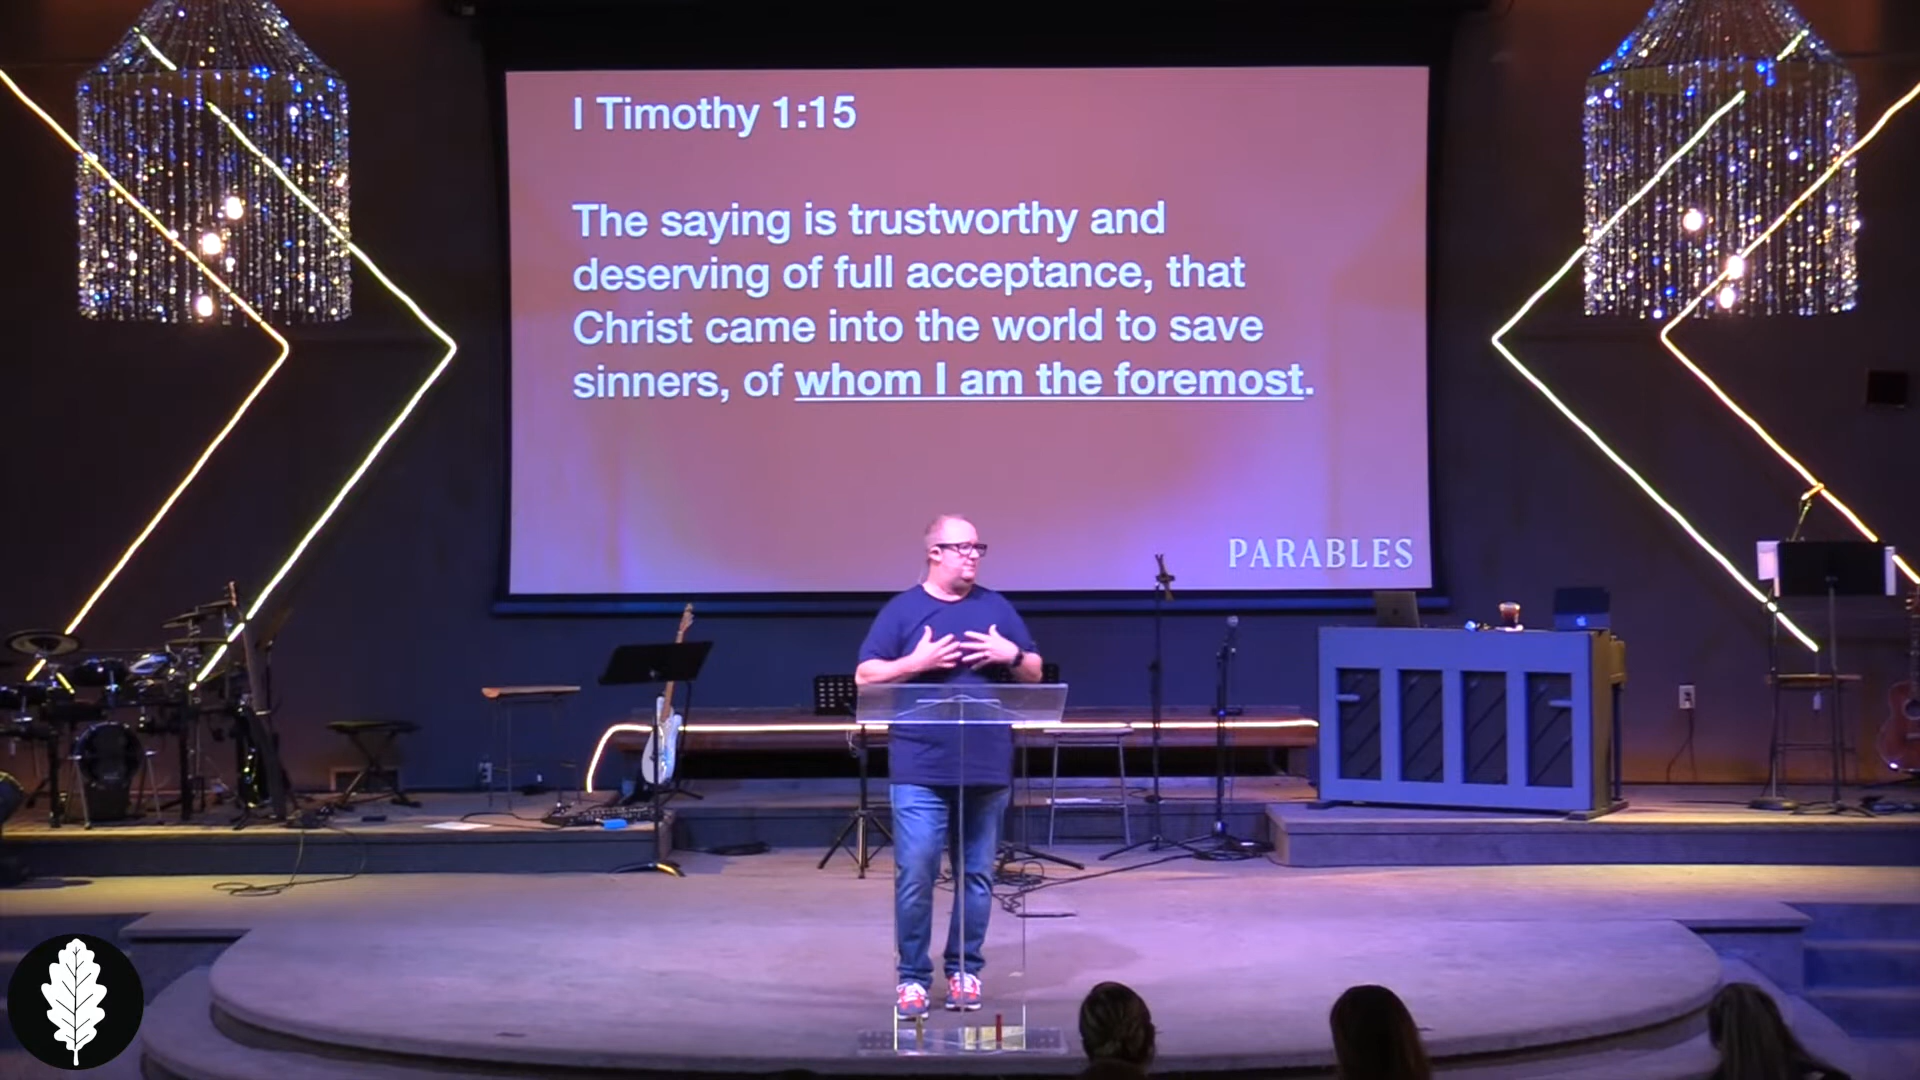 I Timothy 1:15
The saying is trustworthy and
deserving of full acceptance, that
Christ came into the world to save
sinners, of whom I am the foremost.
PARABLES